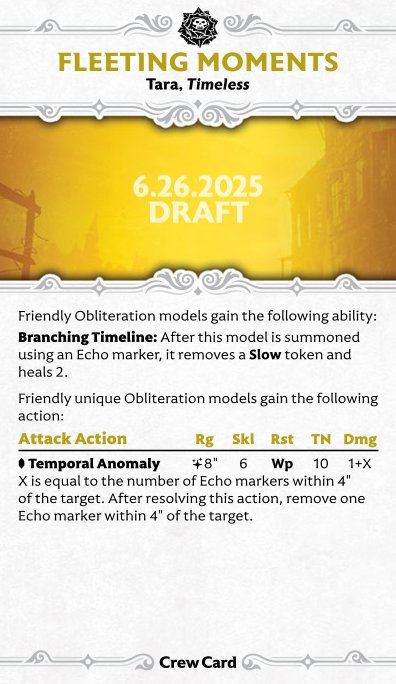 FLEETING MOMENTS
Tara, Timeless
6.26.2025
DRAFT
Friendly Obliteration models gain the following ability:
Branching Timeline: After this model is summoned
using an Echo marker, it removes a Slow token and
heals 2.
Friendly unique Obliteration models gain the following
action:
Attack Action Rg Skl Rst TN Dmg
Temporal Anomaly 8" 6 Wp 10 1+X
X is equal to the number of Echo markers within 4"
of the target. After resolving this action, remove one
Echo marker within 4" of the target.
Crew Card